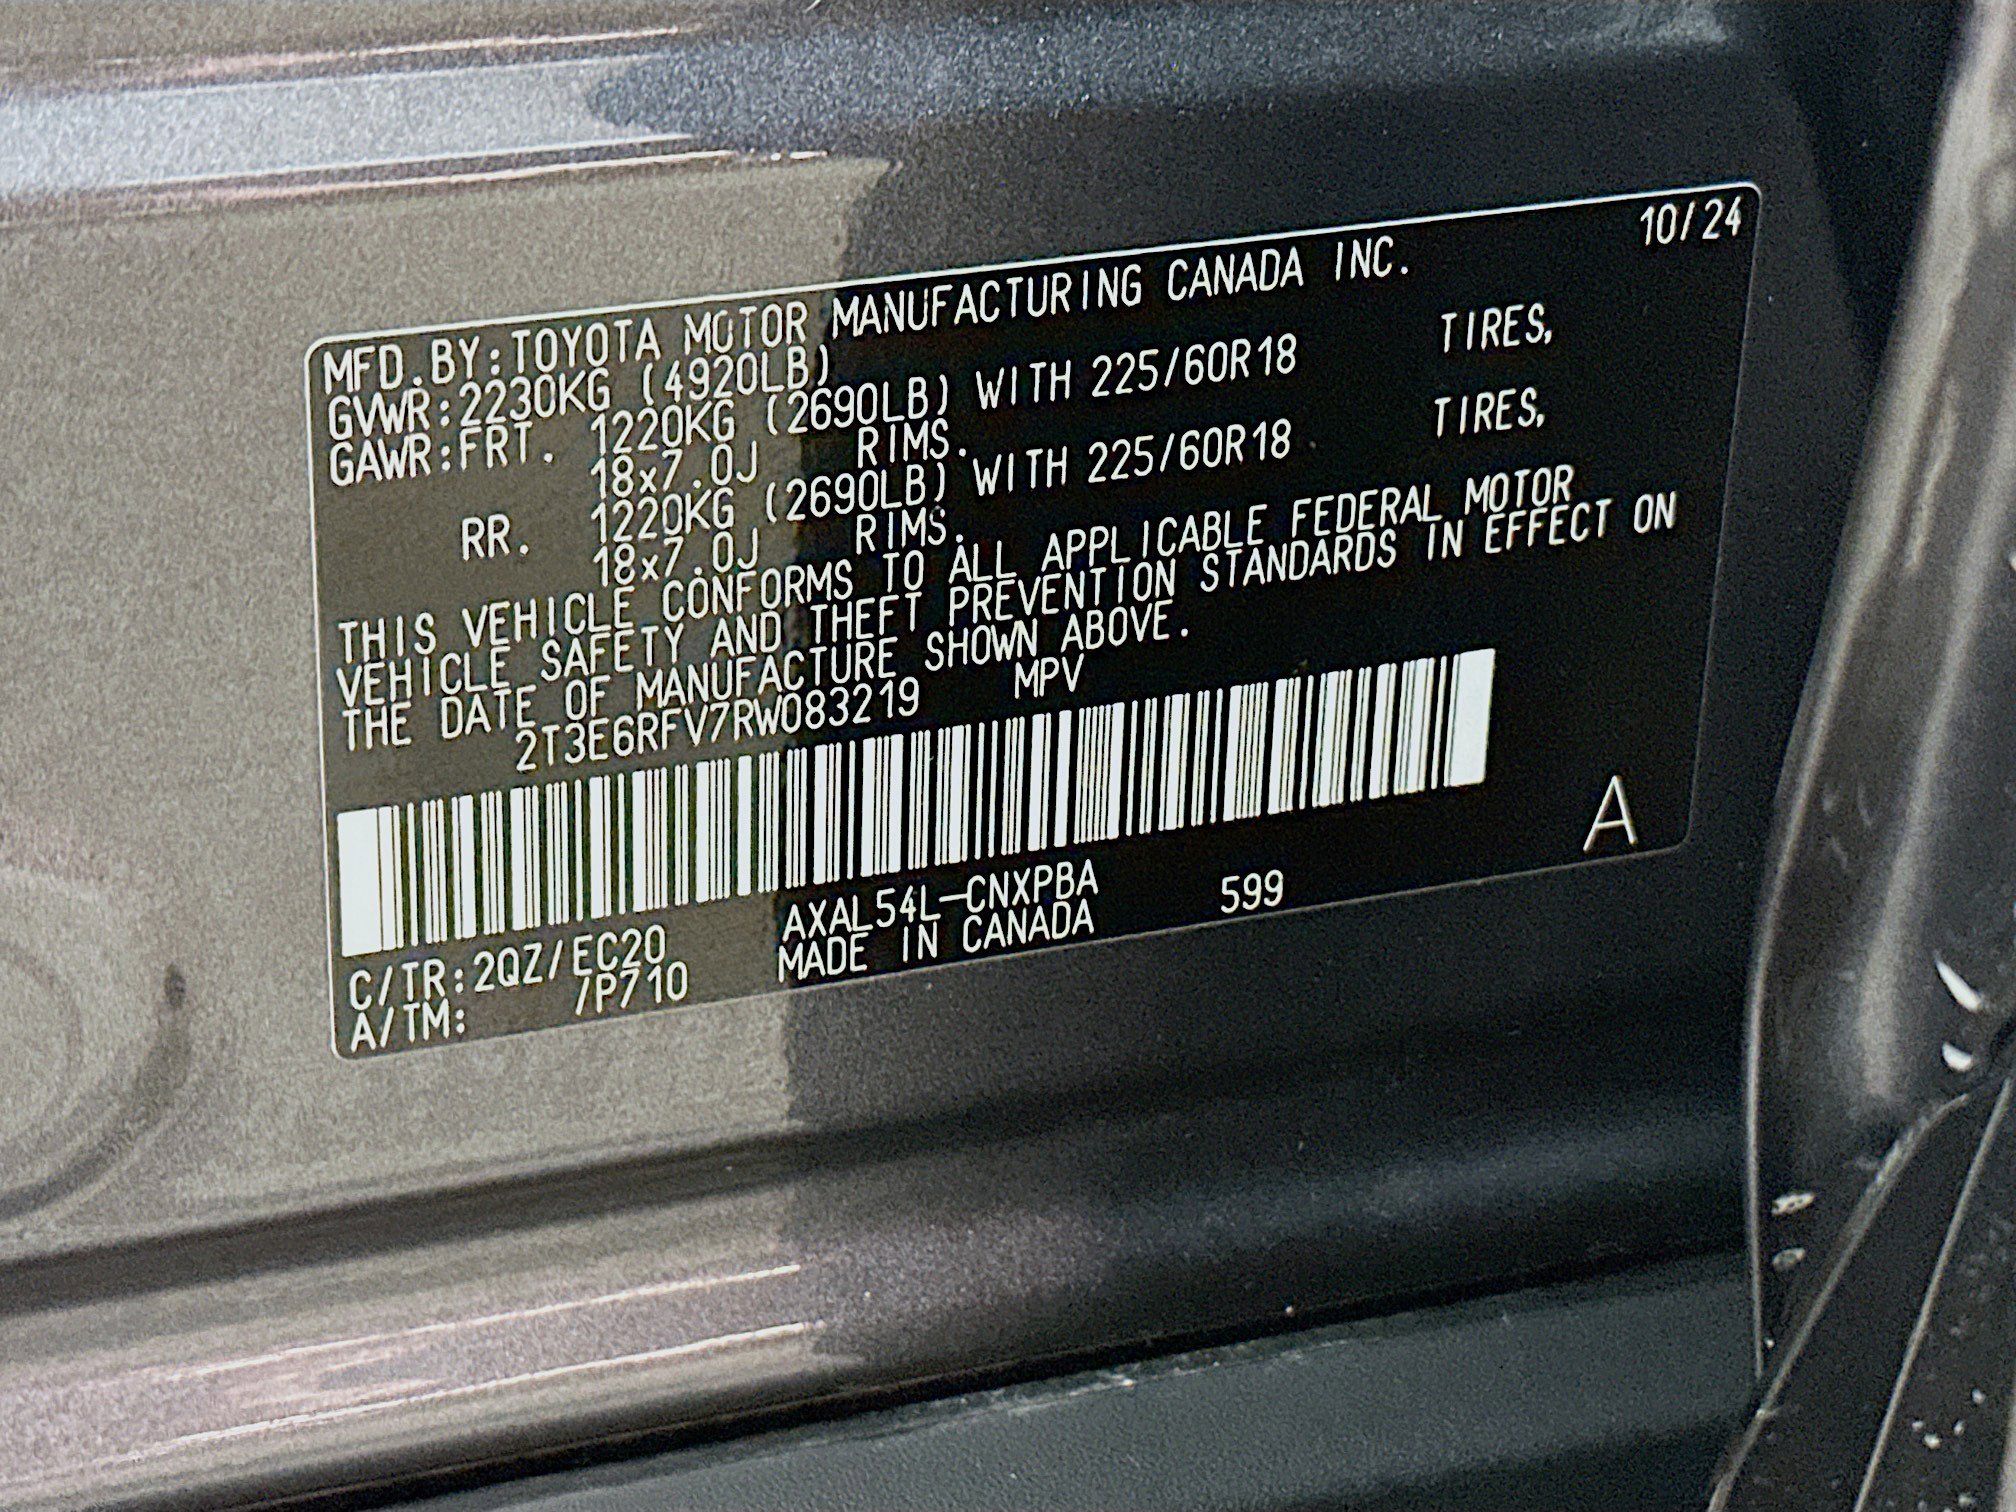 10/24
MFD.BY:TOYOTA MOTOR MANUFACTURING CANADA INC.
GVWR:2230KG (4920LB)
GAWR:FRT. 1220KG (2690LB) WITH 225/60R18 TIRES,
18x7.0J RIMS.
RR. 1220KG (2690LB) WITH 225/60R18 TIRES,
18x7.0J RIMS.
THIS VEHICLE CONFORMS TO ALL APPLICABLE FEDERAL MOTOR
VEHICLE SAFETY AND THEFT PREVENTION STANDARDS IN EFFECT ON
THE DATE OF MANUFACTURE SHOWN ABOVE.
2T3E6RFV7RW083219 MPV
A
C/TR:2QZ/EC20 AXAL54L-CNXPBA 599
A/TM: /P710 MADE IN CANADA